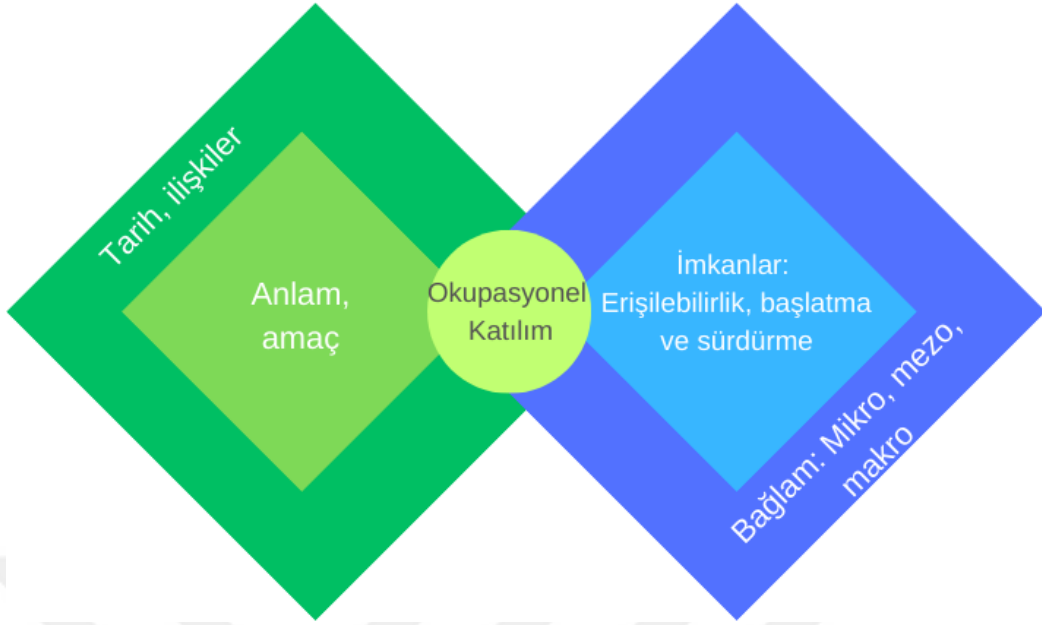 Tarih, ilişkiler
Anlam,
amaç
Okupasyonel
Katılım
İmkanlar:
Erişilebilirlik, başlatma
ve sürdürme
Bağlam: Mikro, mezo,
makro